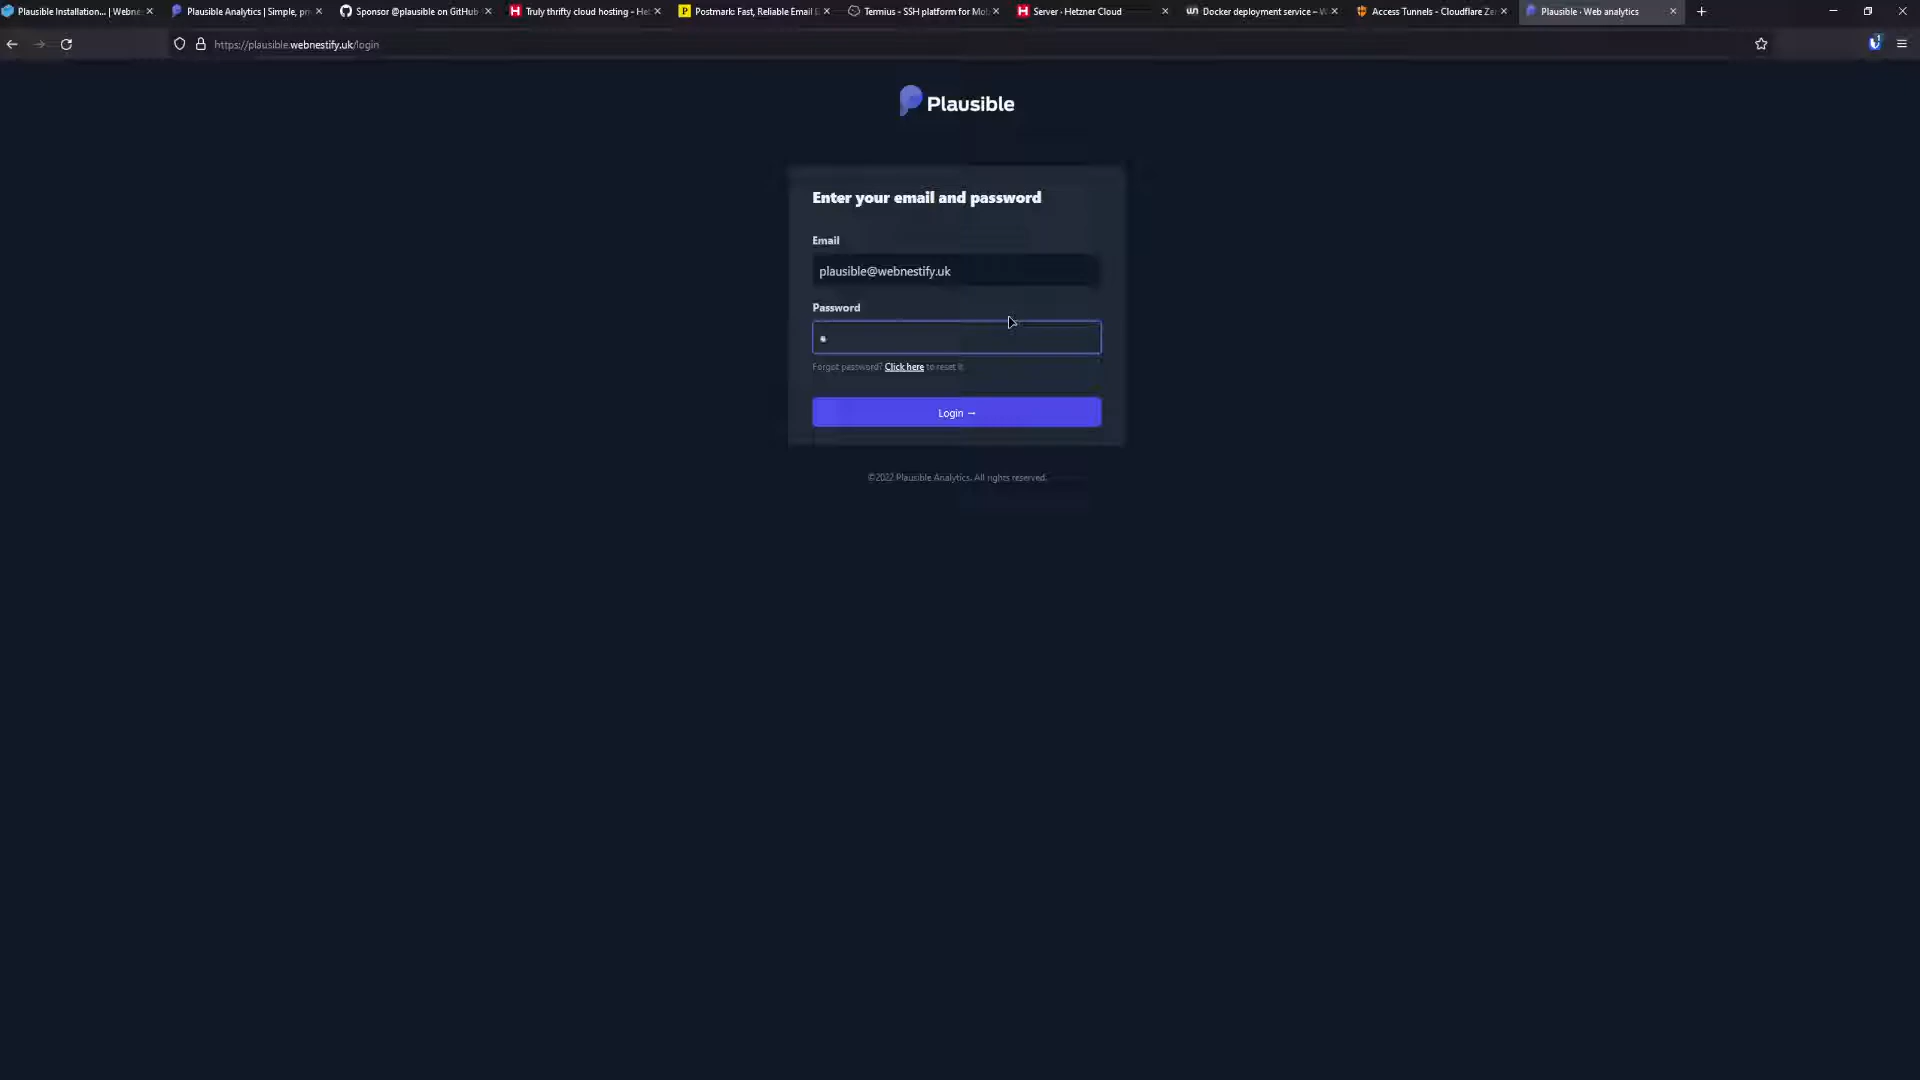 Plausible Installation... | Webne
Plausible Analytics | Simple, pr
Sponsor @plausible on GitHub
Truly thrifty cloud hosting - He
Postmark: Fast, Reliable Email
Termius - SSH platform for Mo
Server · Hetzner Cloud
Docker deployment service – W
Access Tunnels - Cloudflare Ze
Plausible · Web analytics
https://plausible.webnestify.uk/login
Plausible
Enter your email and password
Email
plausible@webnestify.uk
Password
Forgot password? Click here to reset it
Login →
©2022 Plausible Analytics. All rights reserved.